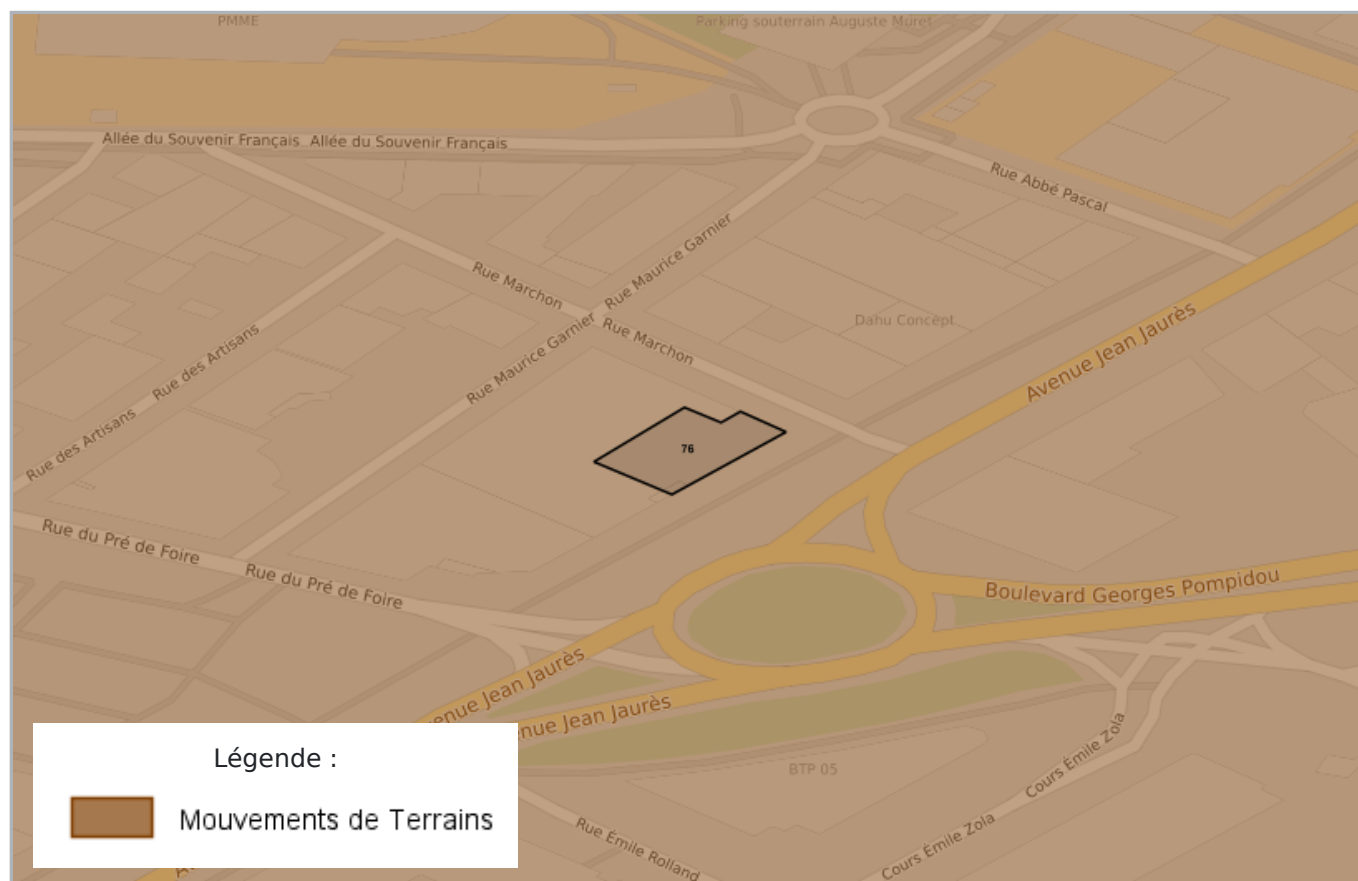 PMME
Parking souterrain Auguste Muret
Allée du Souvenir Français
Allée du Souvenir Français
Rue Abbé Pascal
Rue Maurice Garnier
Rue Marchon
Rue Marchon
Dahu Concept
Avenue Jean Jaurès
Rue des Artisans
Rue Maurice Garnier
Rue des Artisans
76
Rue du Pré de Foire
Rue du Pré de Foire
Boulevard Georges Pompidou
enue Jean Jaurès
nue Jean Jaurès
Cours Émile Zola
BTP 05
Légende :
Mouvements de Terrains
Rue Émile Rolland
Cours Émile Zola